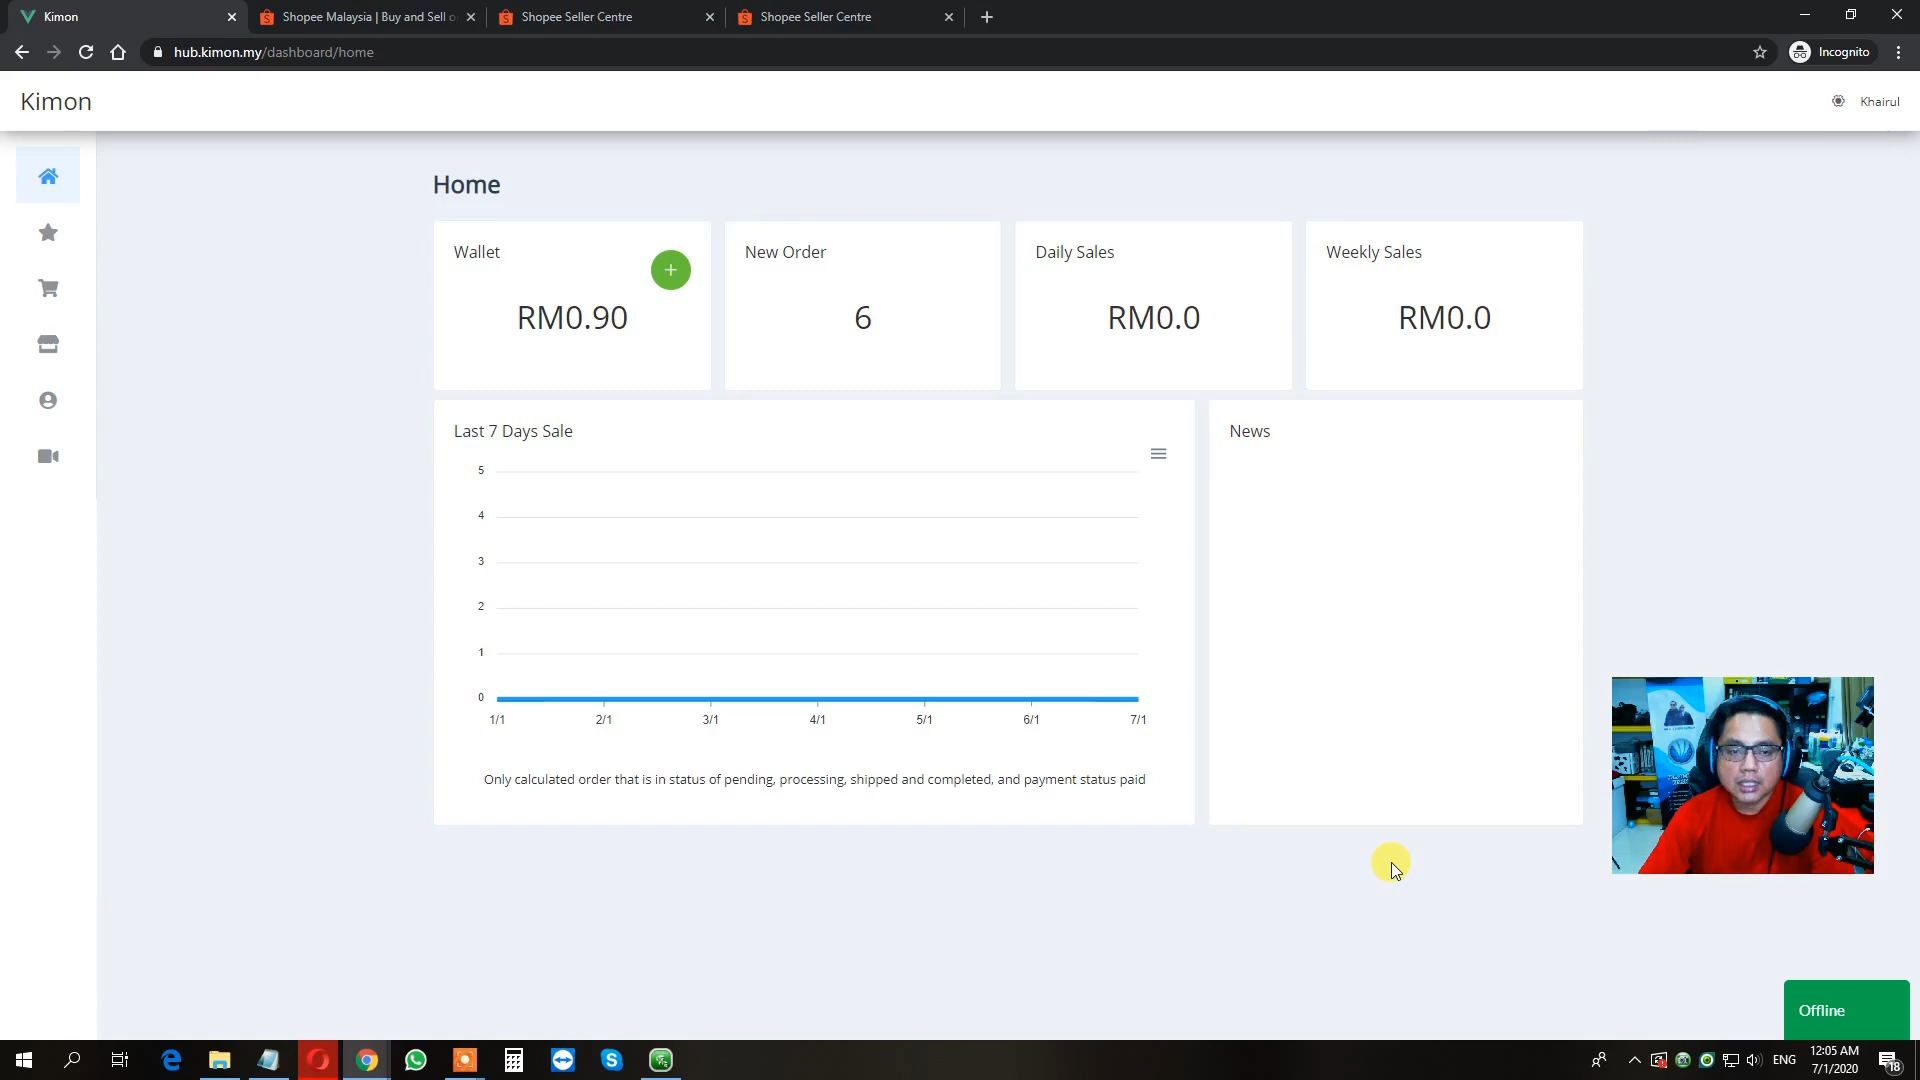 Kimon
Shopee Malaysia | Buy and Sell o
Shopee Seller Centre
Shopee Seller Centre
hub.kimon.my/dashboard/home
Incognito
Kimon
Khairul
Home
Wallet
RM0.90
New Order
6
Daily Sales
RM0.0
Weekly Sales
RM0.0
Last 7 Days Sale
5
4
3
2
1
0
1/1 2/1 3/1 4/1 5/1 6/1 7/1
Only calculated order that is in status of pending, processing, shipped and completed, and payment status paid
News
Offline
ENG
12:05 AM
7/1/2020
18